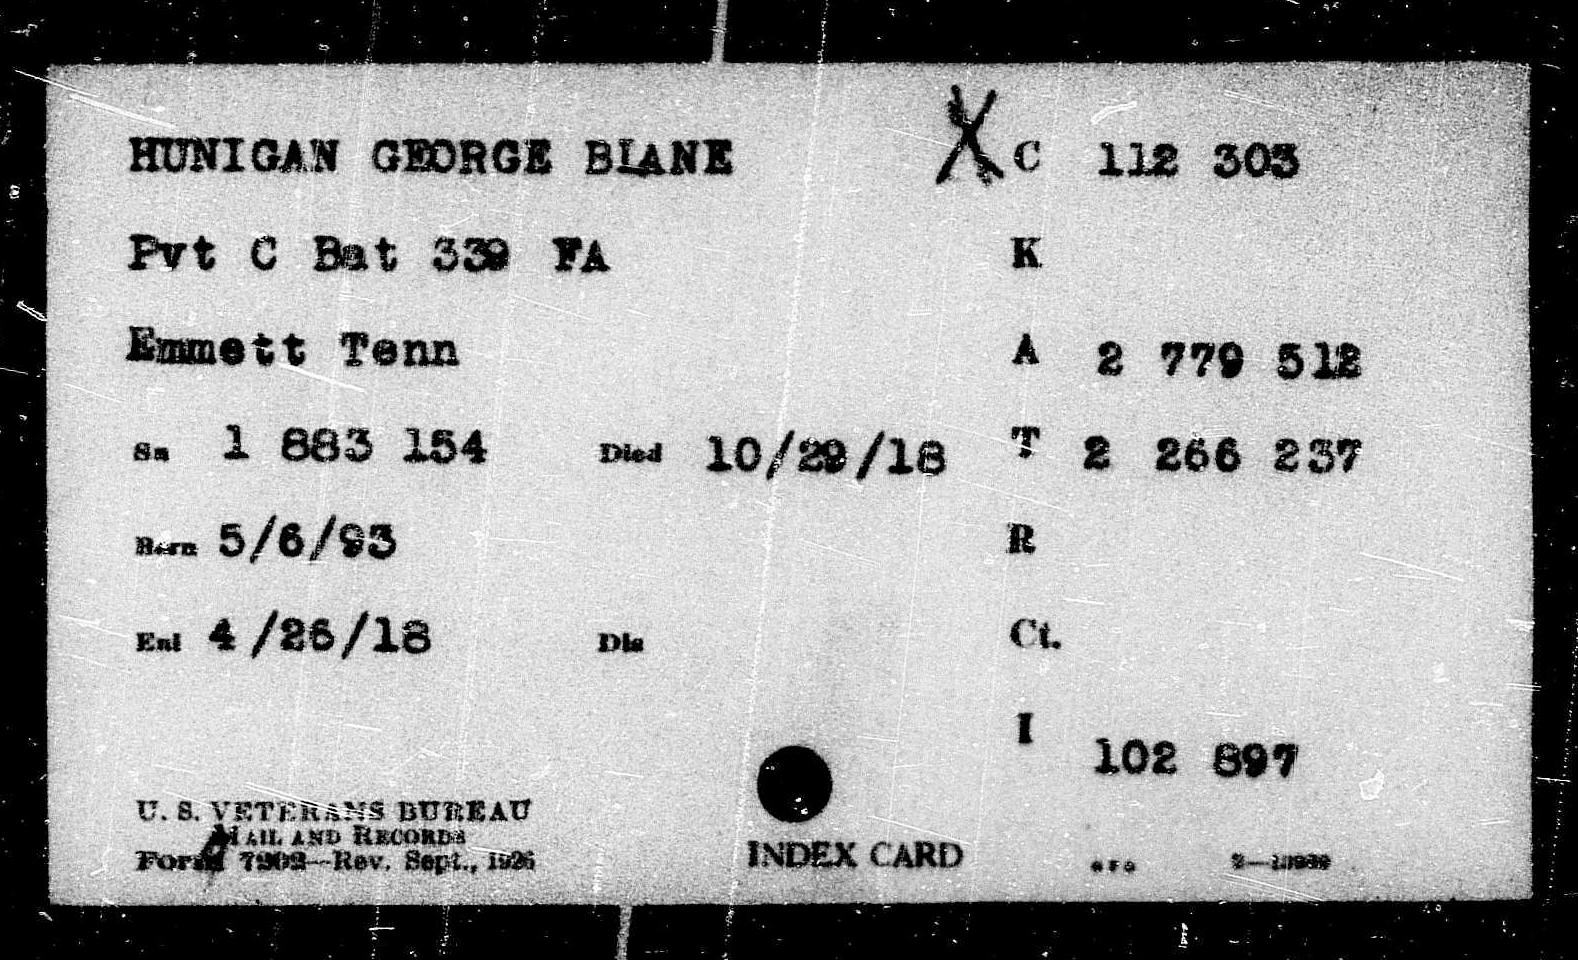 HUNIGAN GEORGE BLANE X C 112 303
Pvt C Bat 339 FA K
Emmett Tenn A 2 779 512
Sn 1 883 154 Died 10/29/18 T 2 266 237
Born 5/6/93 R
Enl 4/26/18 Dis Ct.
I 102 897
U. S. VETERANS BUREAU
MAIL AND RECORDS
Form 7202—Rev. Sept., 1926
INDEX CARD